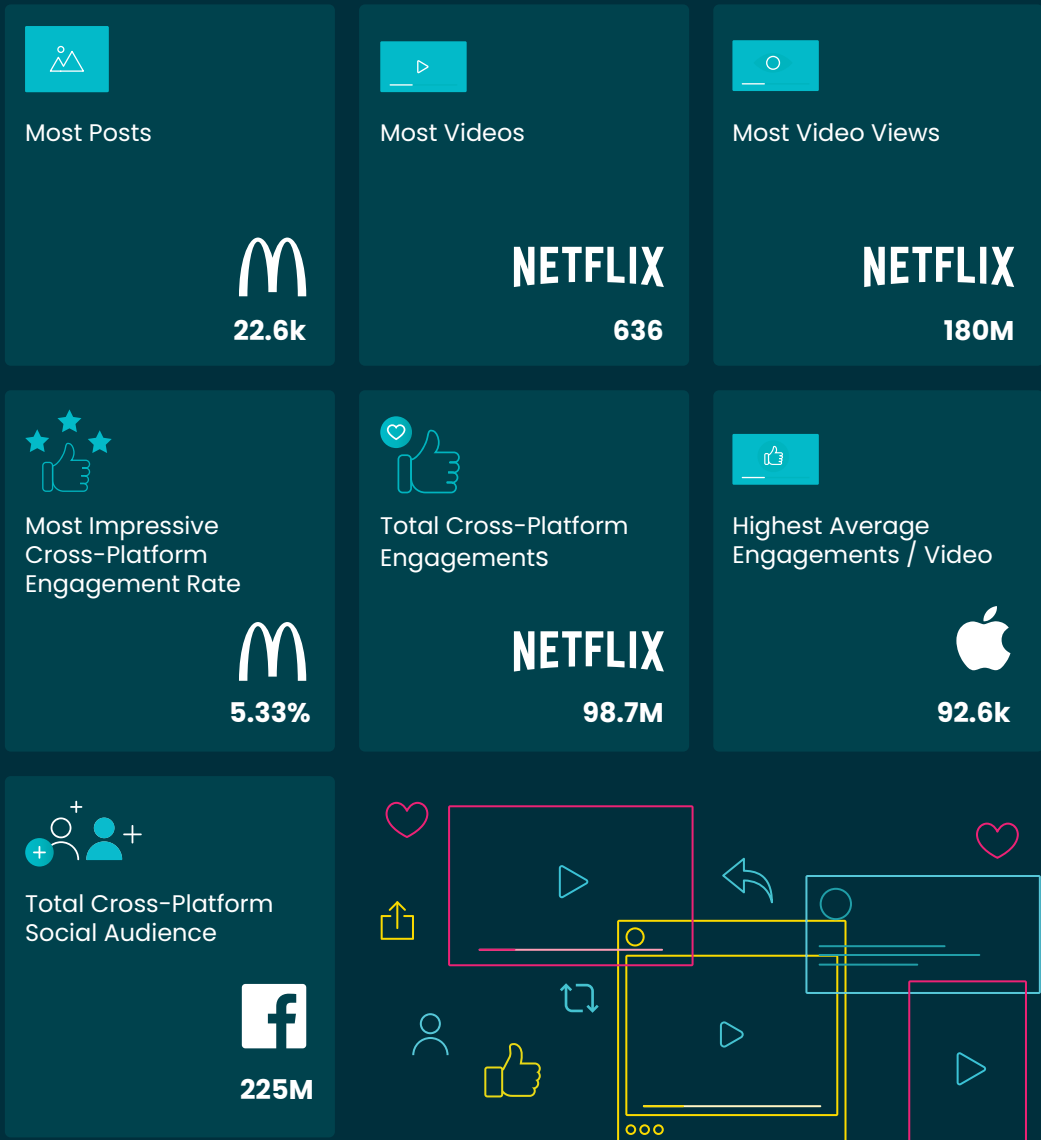 Most Posts
22.6k
Most Videos
NETFLIX
636
Most Video Views
NETFLIX
180M
Most Impressive
Cross-Platform
Engagement Rate
5.33%
Total Cross-Platform
Engagements
NETFLIX
98.7M
Highest Average
Engagements / Video
92.6k
Total Cross-Platform
Social Audience
225M